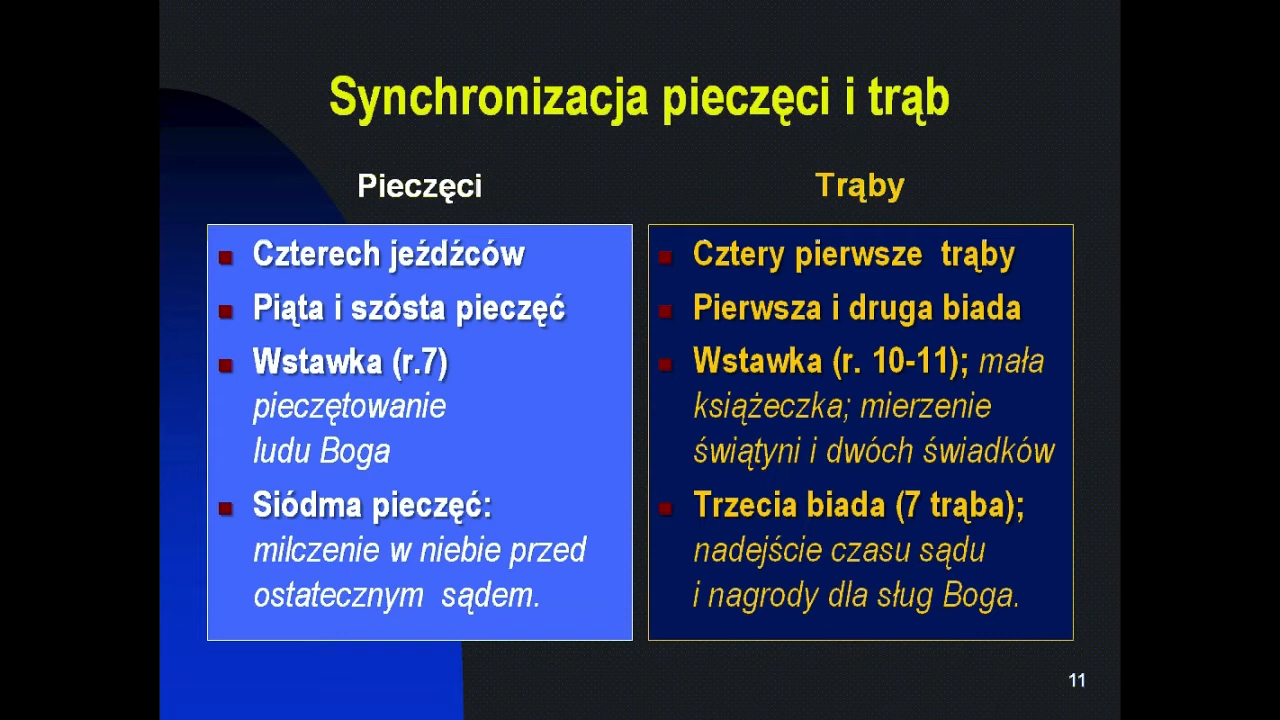 Synchronizacja pieczęci i trąb
Pieczęci
Czterech jeźdźców
Piąta i szósta pieczęć
Wstawka (r.7)
pieczętowanie
ludu Boga
Siódma pieczęć:
milczenie w niebie przed
ostatecznym sądem.
Trąby
Cztery pierwsze trąby
Pierwsza i druga biada
Wstawka (r. 10-11); mała
książeczka; mierzenie
świątyni i dwóch świadków
Trzecia biada (7 trąba);
nadejście czasu sądu
i nagrody dla sług Boga.
11